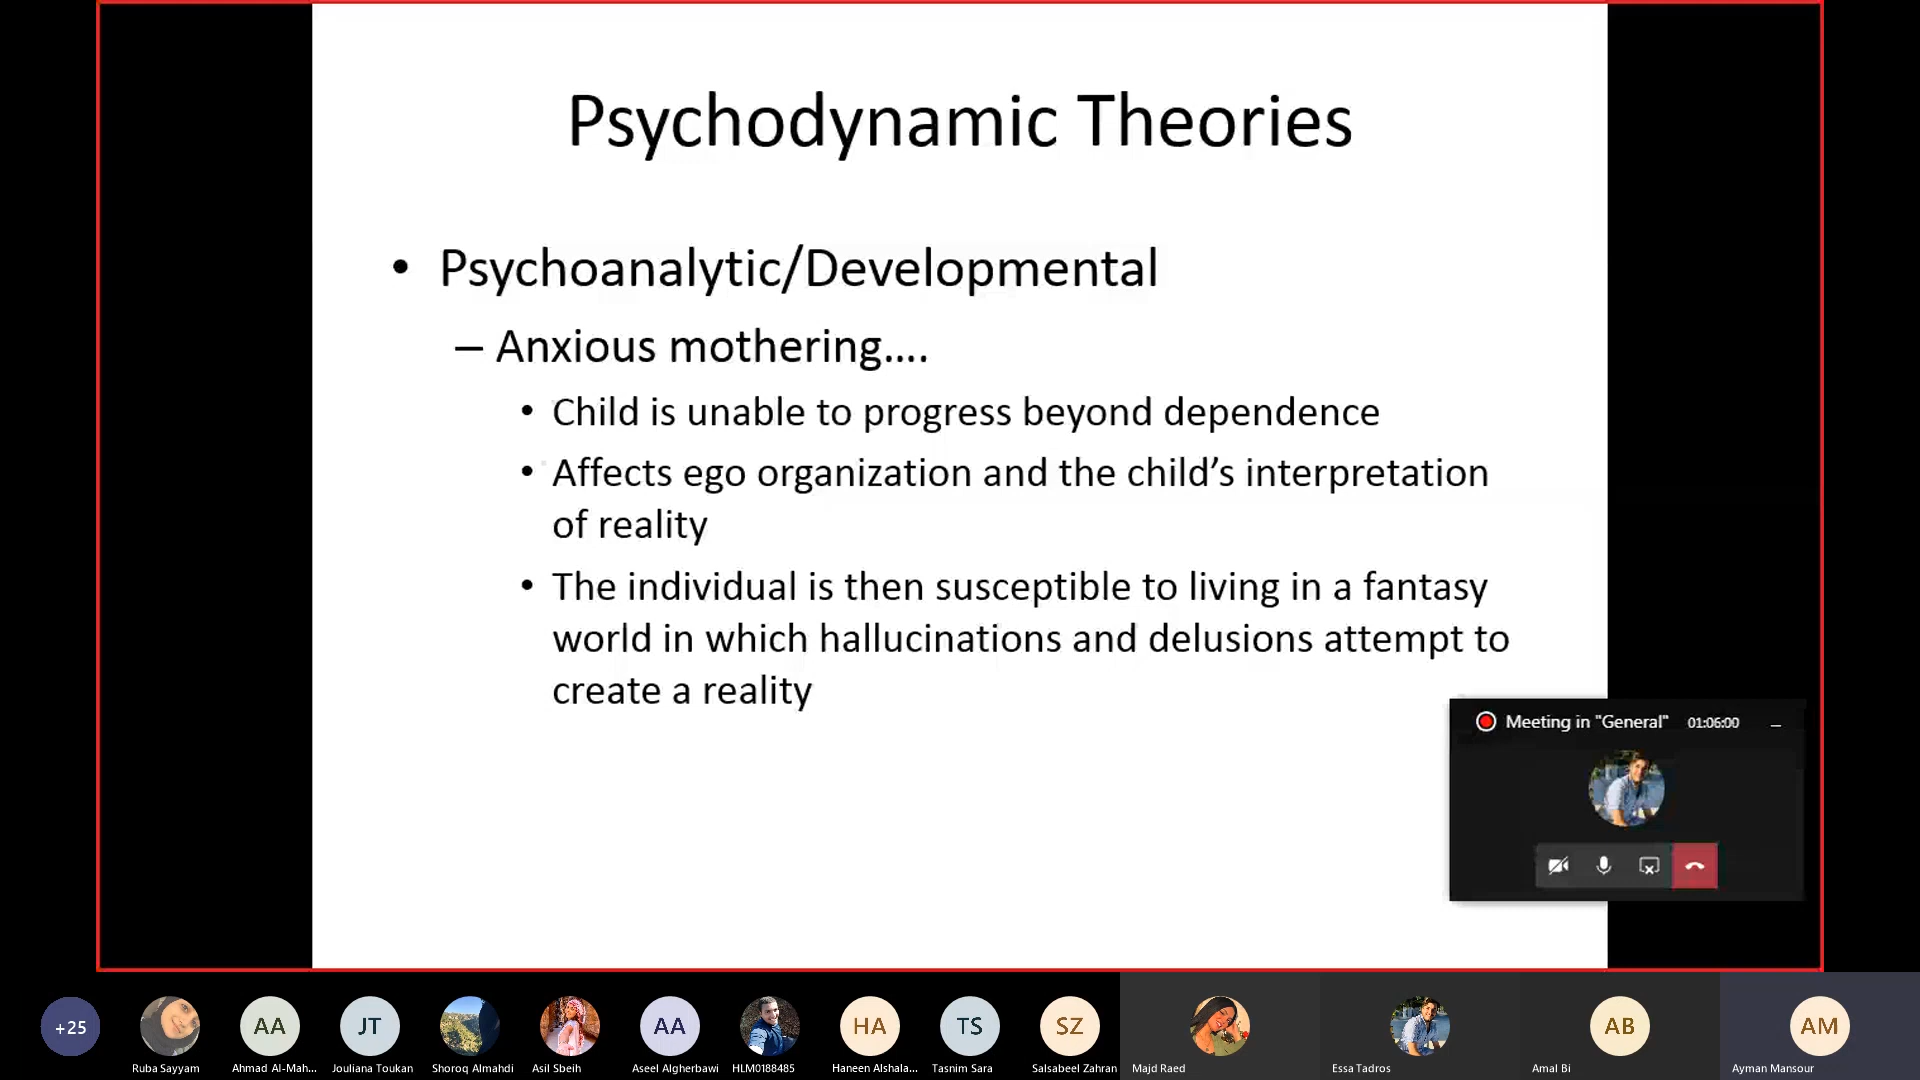 Psychodynamic Theories
• Psychoanalytic/Developmental
– Anxious mothering....
• Child is unable to progress beyond dependence
• Affects ego organization and the child’s interpretation
of reality
• The individual is then susceptible to living in a fantasy
world in which hallucinations and delusions attempt to
create a reality
Meeting in "General" 01:06:00
+25
AA
JT
AA
HA
TS
SZ
AB
AM
Ruba Sayyam
Ahmad Al-Mah...
Jouliana Toukan
Shoroq Almahdi
Asil Sbeih
Aseel Algherbawi
HLM0188485
Haneen Alshala...
Tasnim Sara
Salsabeel Zahran
Majd Raed
Essa Tadros
Amal Bi
Ayman Mansour